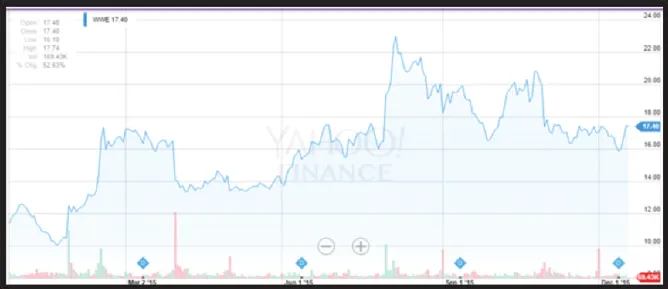 WWE 17.40
Open: 17.40
Close: 17.40
Low: 16.10
High: 17.74
Vol: 169.43K
% Chg: 52.63%
24.00
22.00
20.00
18.00
17.40
16.00
14.00
12.00
10.00
YAHOO!
FINANCE
Mar 2 '15
Jun 1 '15
Sep 1 '15
Dec 1 '15